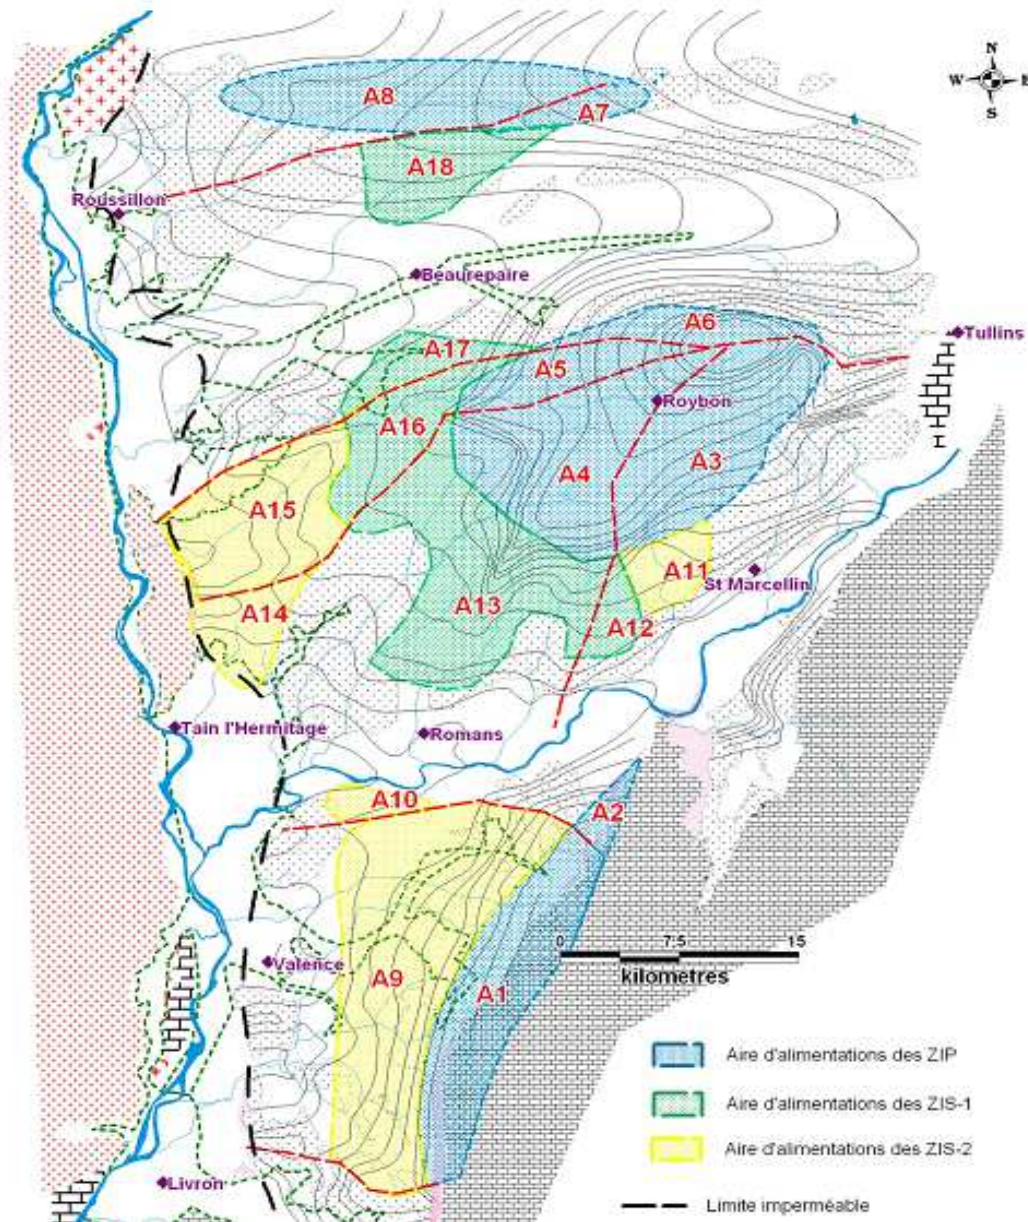 N
W E
S
A8
A7
A18
Roussillon
Beaurepaire
A6
A17
A5
Tullins
Roybon
A16
A4
A3
A15
A11
St Marcellin
A14
A13
A12
Tain l'Hermitage
Romans
A10
A2
0 7.5 15
kilometres
Valence
A9
A1
Aire d'alimentations des ZIP
Aire d'alimentations des ZIS-1
Aire d'alimentations des ZIS-2
Livron
Limite imperméable